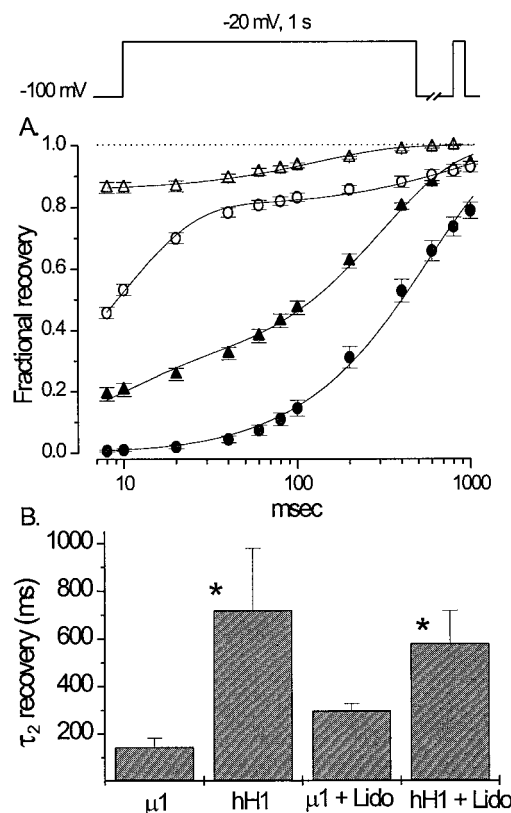 -20 mV, 1 s
-100 mV
A.
1.0
0.8
0.6
0.4
0.2
0.0
Fractional recovery
10
100
1000
msec
B.
1000
800
600
400
200
τ2 recovery (ms)
*
*
μ1
hH1
μ1 + Lido
hH1 + Lido